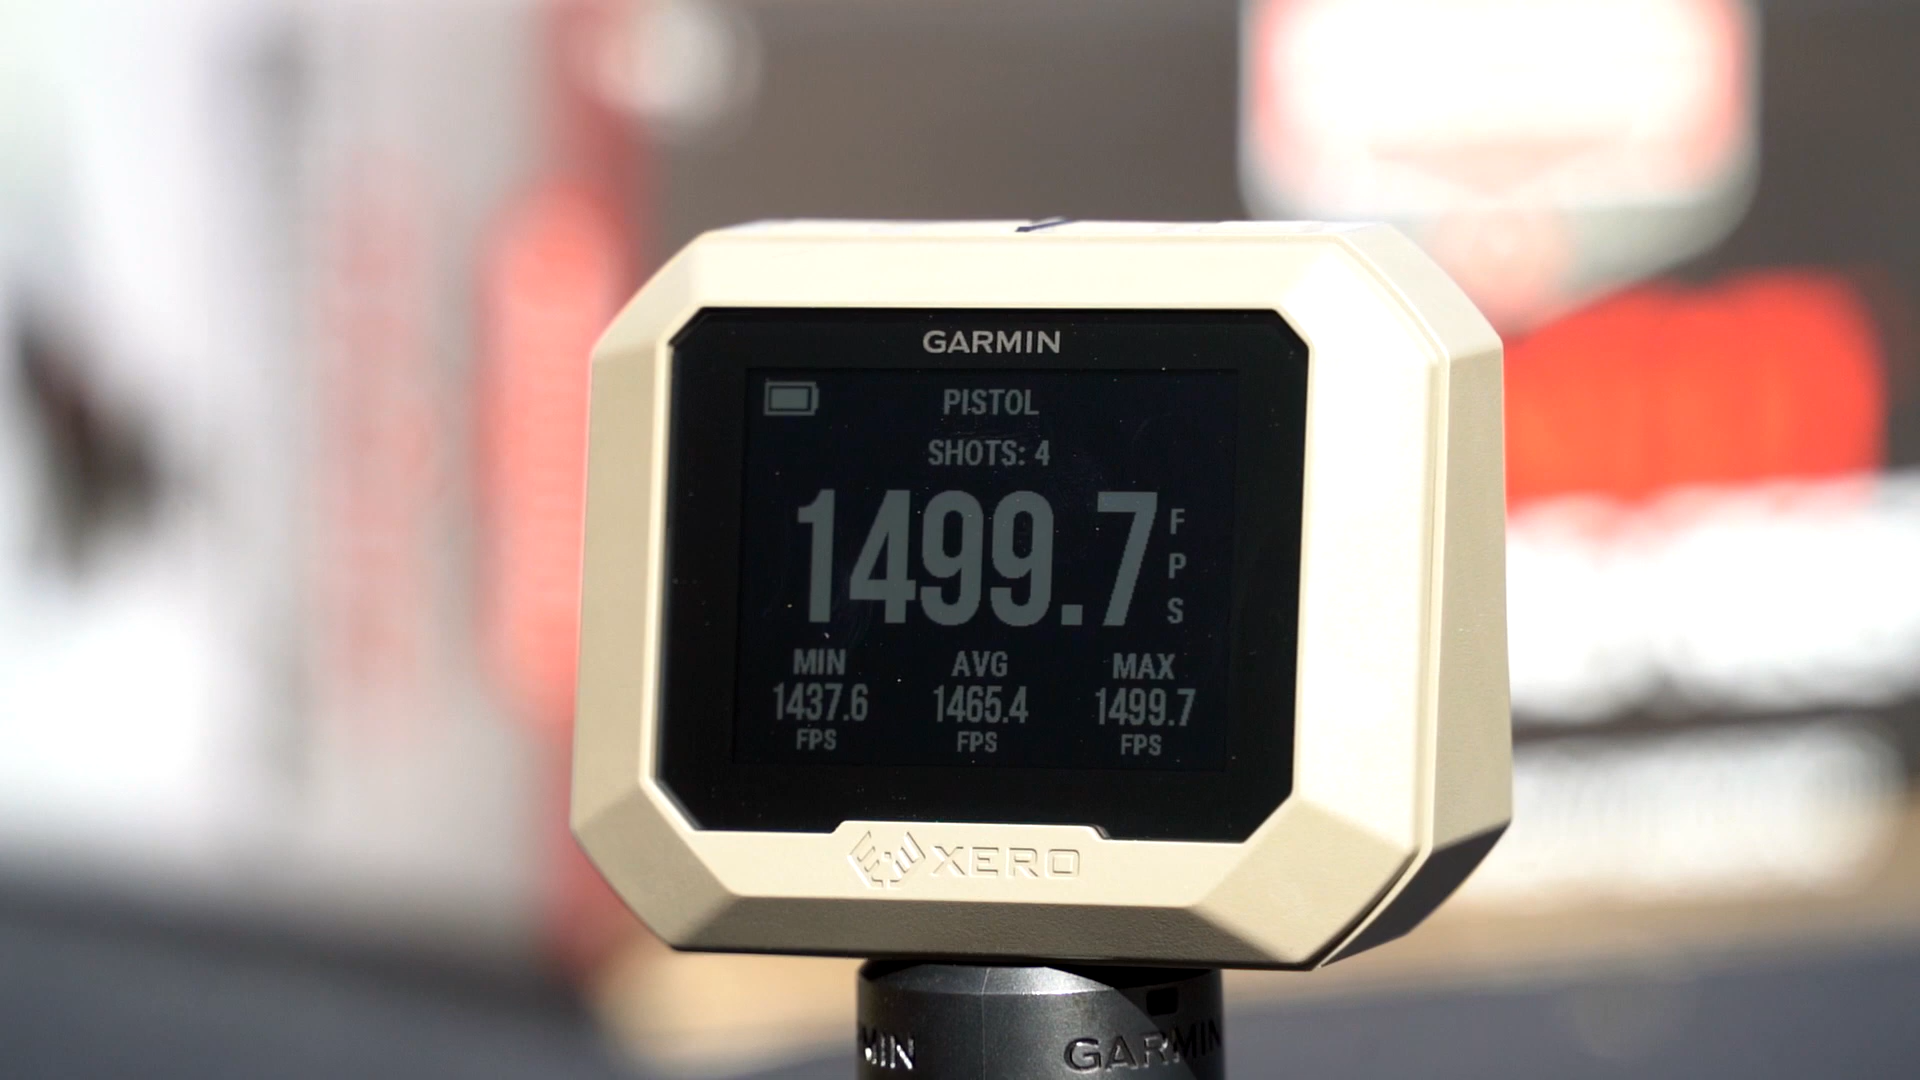 GARMIN
PISTOL
SHOTS: 4
1499.7 FPS
MIN AVG MAX
1437.6 1465.4 1499.7
FPS FPS FPS
XERO
MIN GARMIN